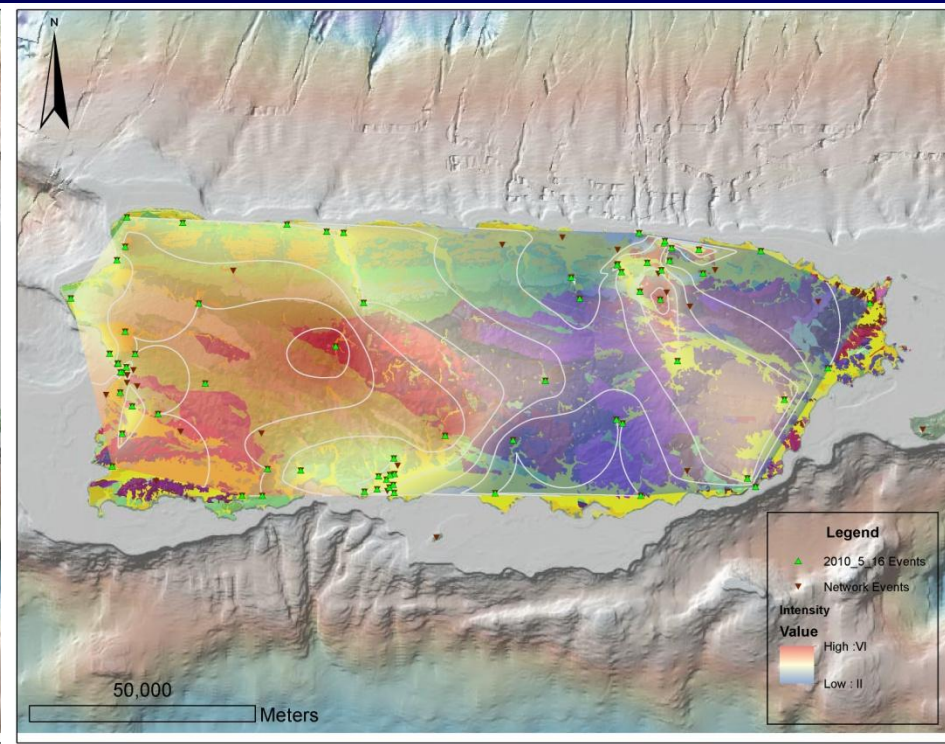 N
Legend
2010_5_16 Events
Network Events
Intensity
Value
High :VI
Low : II
50,000
Meters